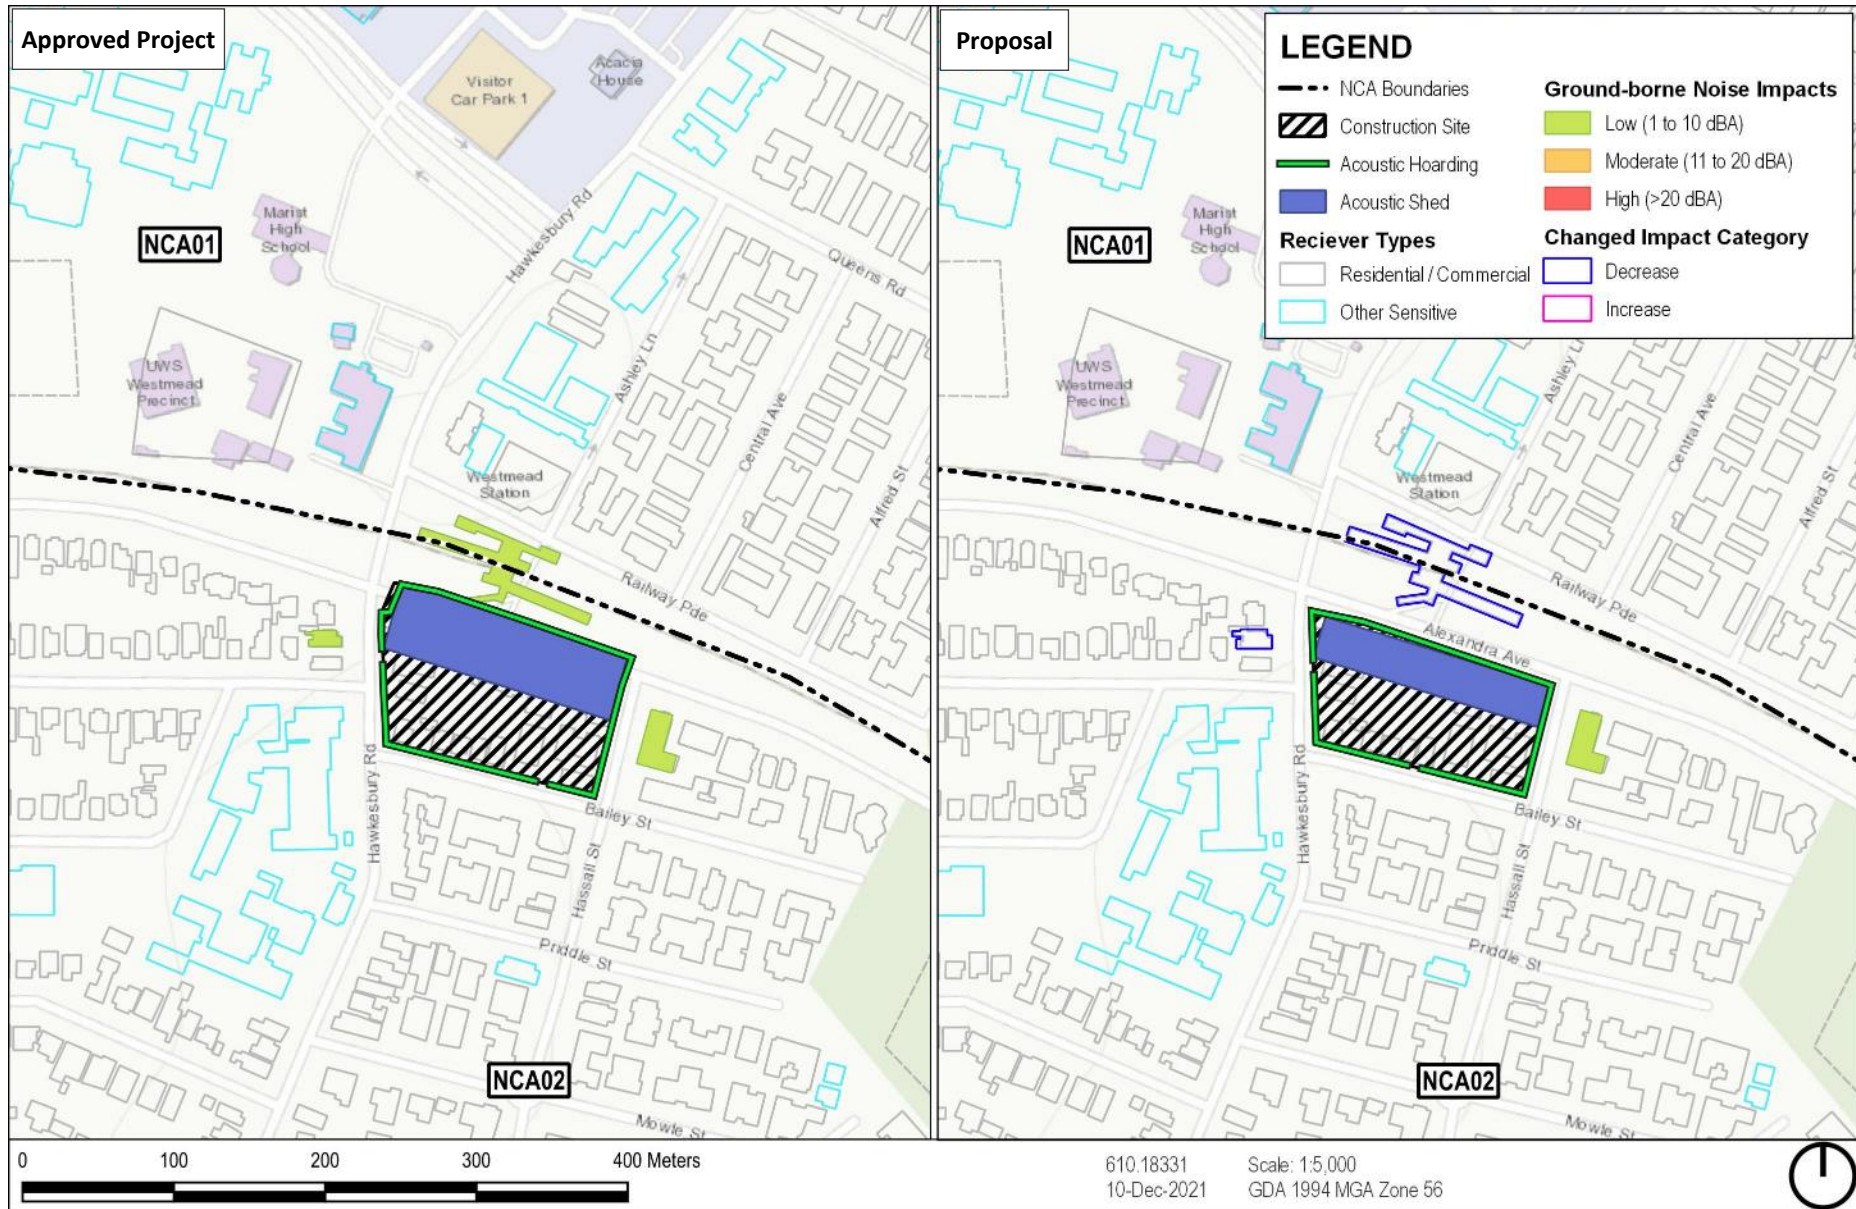 Approved Project
Visitor
Car Park 1
Acacia
House
Marist
High
School
NCA01
Hawkesbury Rd
Queens Rd
UWS
Westmead
Precinct
Ashley Ln
Central Ave
Westmead
Station
Alfred St
Railway Pde
Hawkesbury Rd
Bailey St
Hassall St
Priddle St
NCA02
Mowle St
Proposal
LEGEND
NCA Boundaries
Construction Site
Acoustic Hoarding
Acoustic Shed
Reciever Types
Residential / Commercial
Other Sensitive
Ground-borne Noise Impacts
Low (1 to 10 dBA)
Moderate (11 to 20 dBA)
High (>20 dBA)
Changed Impact Category
Decrease
Increase
NCA01
Marist
High
School
UWS
Westmead
Precinct
Ashley Ln
Central Ave
Westmead
Station
Alfred St
Railway Pde
Alexandra Ave
Hawkesbury Rd
Bailey St
Hassall St
Priddle St
NCA02
Mowle St
0 100 200 300 400 Meters
610.18331 Scale: 1:5,000
10-Dec-2021 GDA 1994 MGA Zone 56